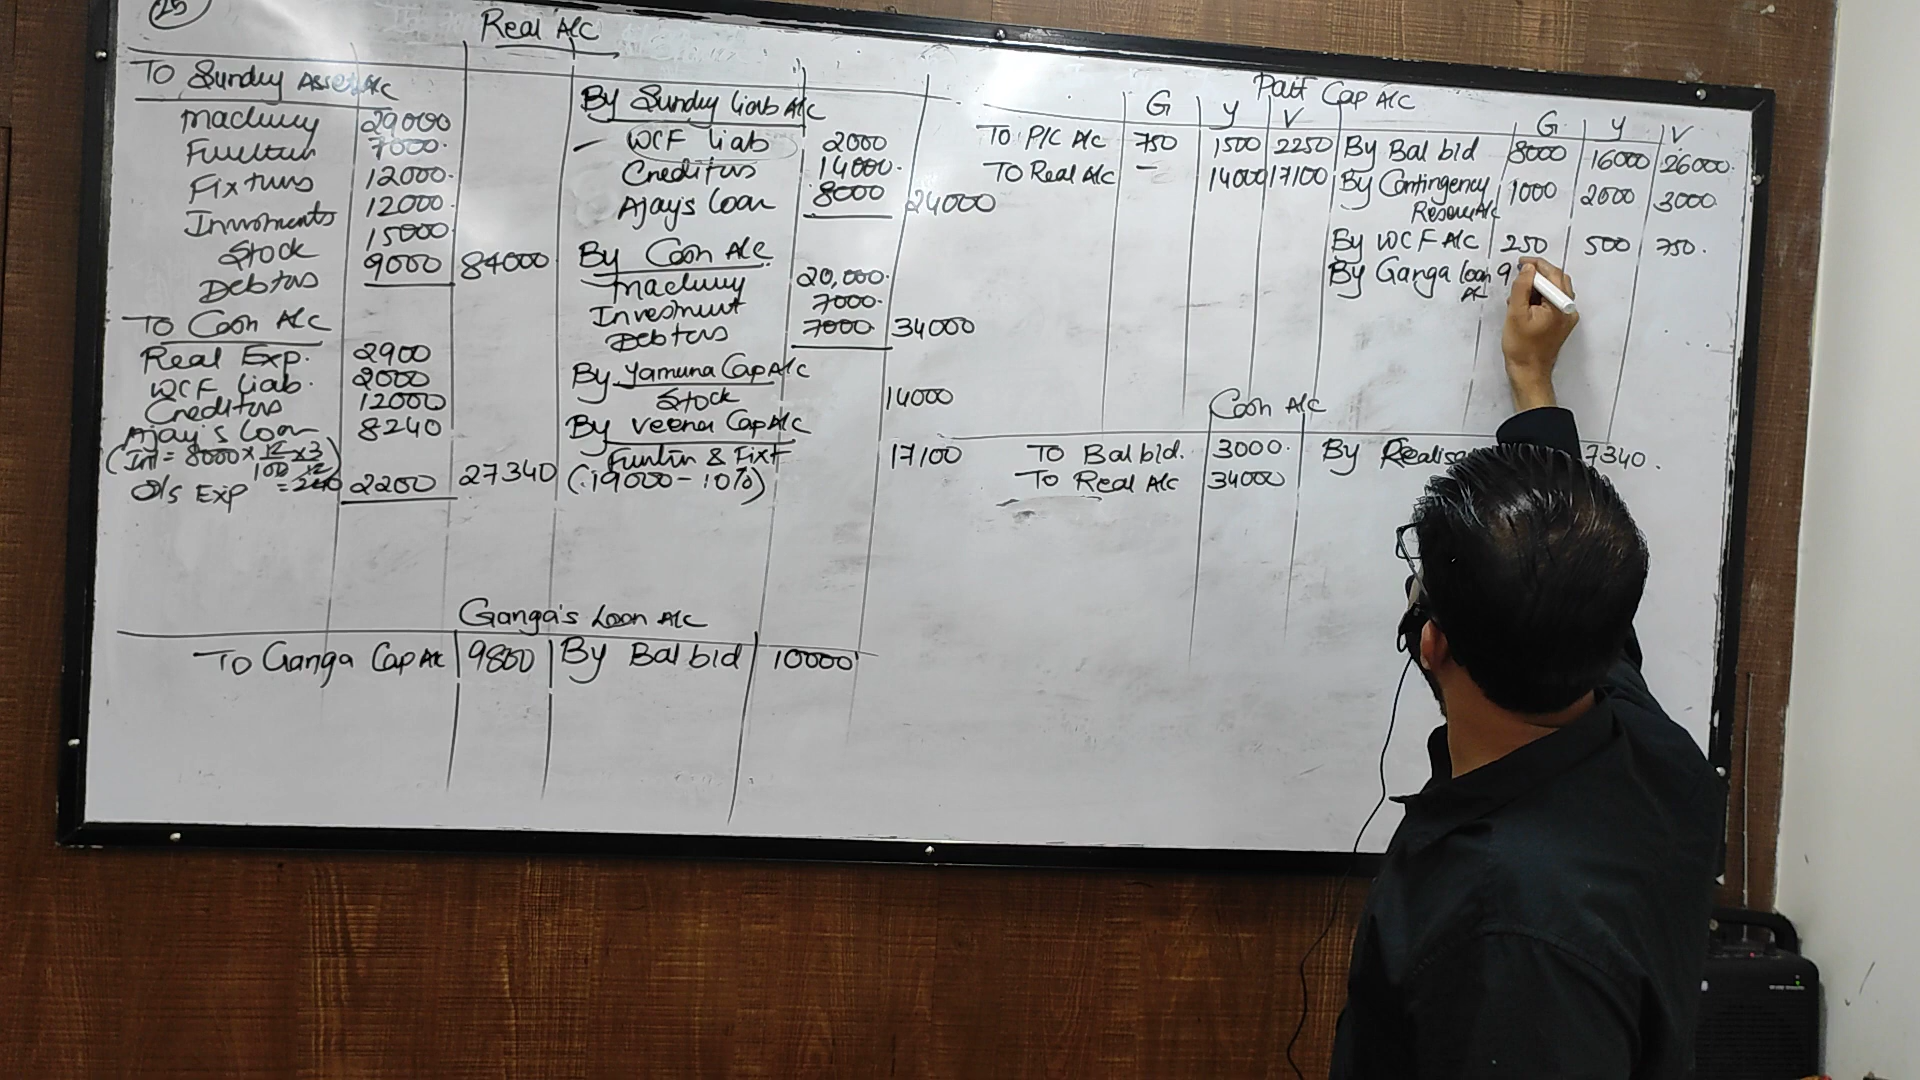 25
Real A/c
To Sundry Assets A/c
Machinery 29000
Furniture 7000
Fixtures 12000
Investments 12000
Stock 15000
Debtors 9000 84000
To Cash A/c
Real Exp. 2900
WCF Liab. 2000
Creditors 12000
Ajay's Loan 8240
(Int = 8000 x 12/100 x 3/12 = 240)
O/s Exp 2200 27340
By Sundry Liab A/c
WCF Liab 2000
Creditors 14000
Ajay's Loan 8000 24000
By Cash A/c
Machinery 20,000
Investment 7000
Debtors 7000 34000
By Yamuna Cap A/c
Stock 14000
By Veena Cap A/c
Furnitur & Fixt 17100
(19000 - 10%)
Ganga's Loan A/c
To Ganga Cap A/c 9800 By Bal b/d 10000
Part Cap A/c
G Y V G Y V
To P/L A/c 750 1500 2250 By Bal b/d 8000 16000 26000
To Real A/c - 14000 17100 By Contingency Reserve A/c 1000 2000 3000
By WCF A/c 250 500 750
By Ganga Loan A/c 9
Cash A/c
To Bal b/d. 3000 By Realisa 7340
To Real A/c 34000